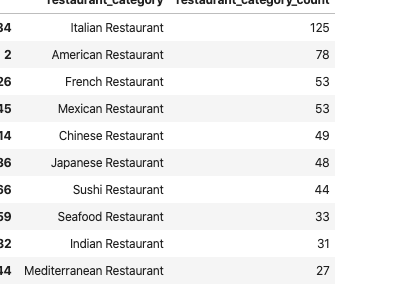 restaurant_category restaurant_category_count
34 Italian Restaurant 125
2 American Restaurant 78
26 French Restaurant 53
45 Mexican Restaurant 53
14 Chinese Restaurant 49
36 Japanese Restaurant 48
66 Sushi Restaurant 44
59 Seafood Restaurant 33
32 Indian Restaurant 31
44 Mediterranean Restaurant 27